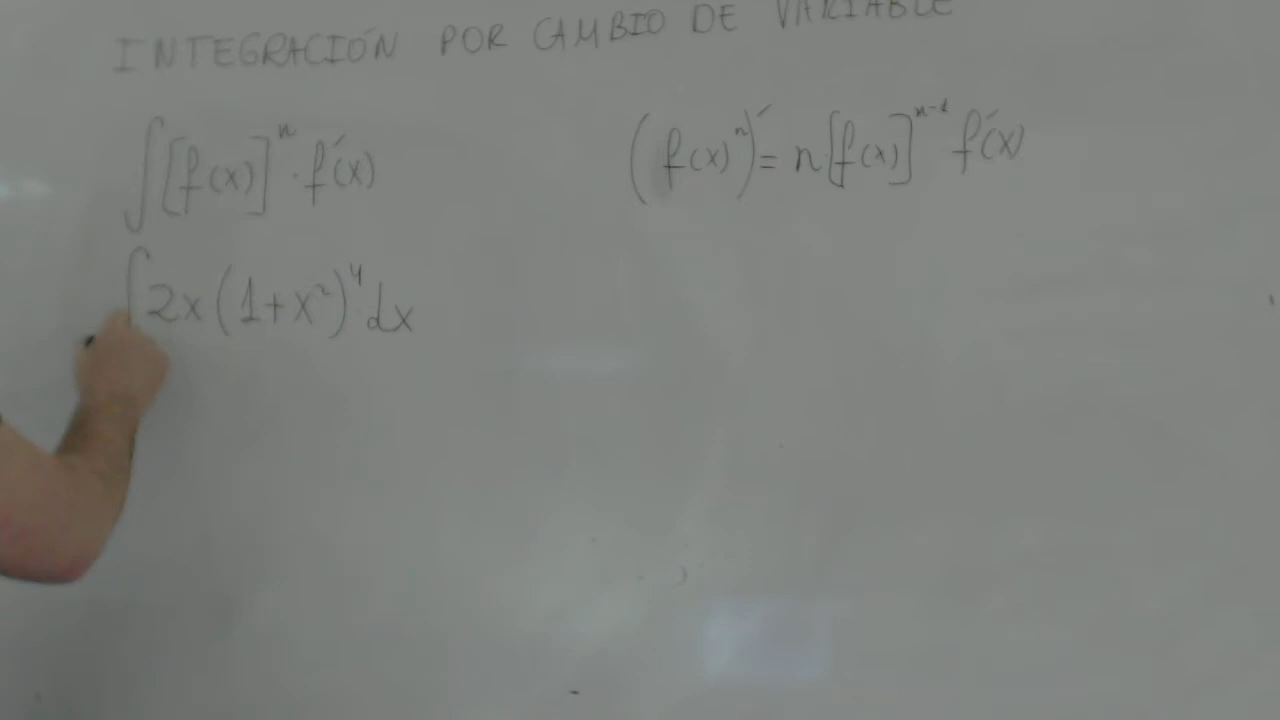 INTEGRACIÓN POR CAMBIO DE VARIABLE
∫[f(x)]ⁿ · f′(x)
(f(x)ⁿ)′ = n[f(x)]ⁿ⁻¹ f′(x)
∫2x(1+x²)⁴dx